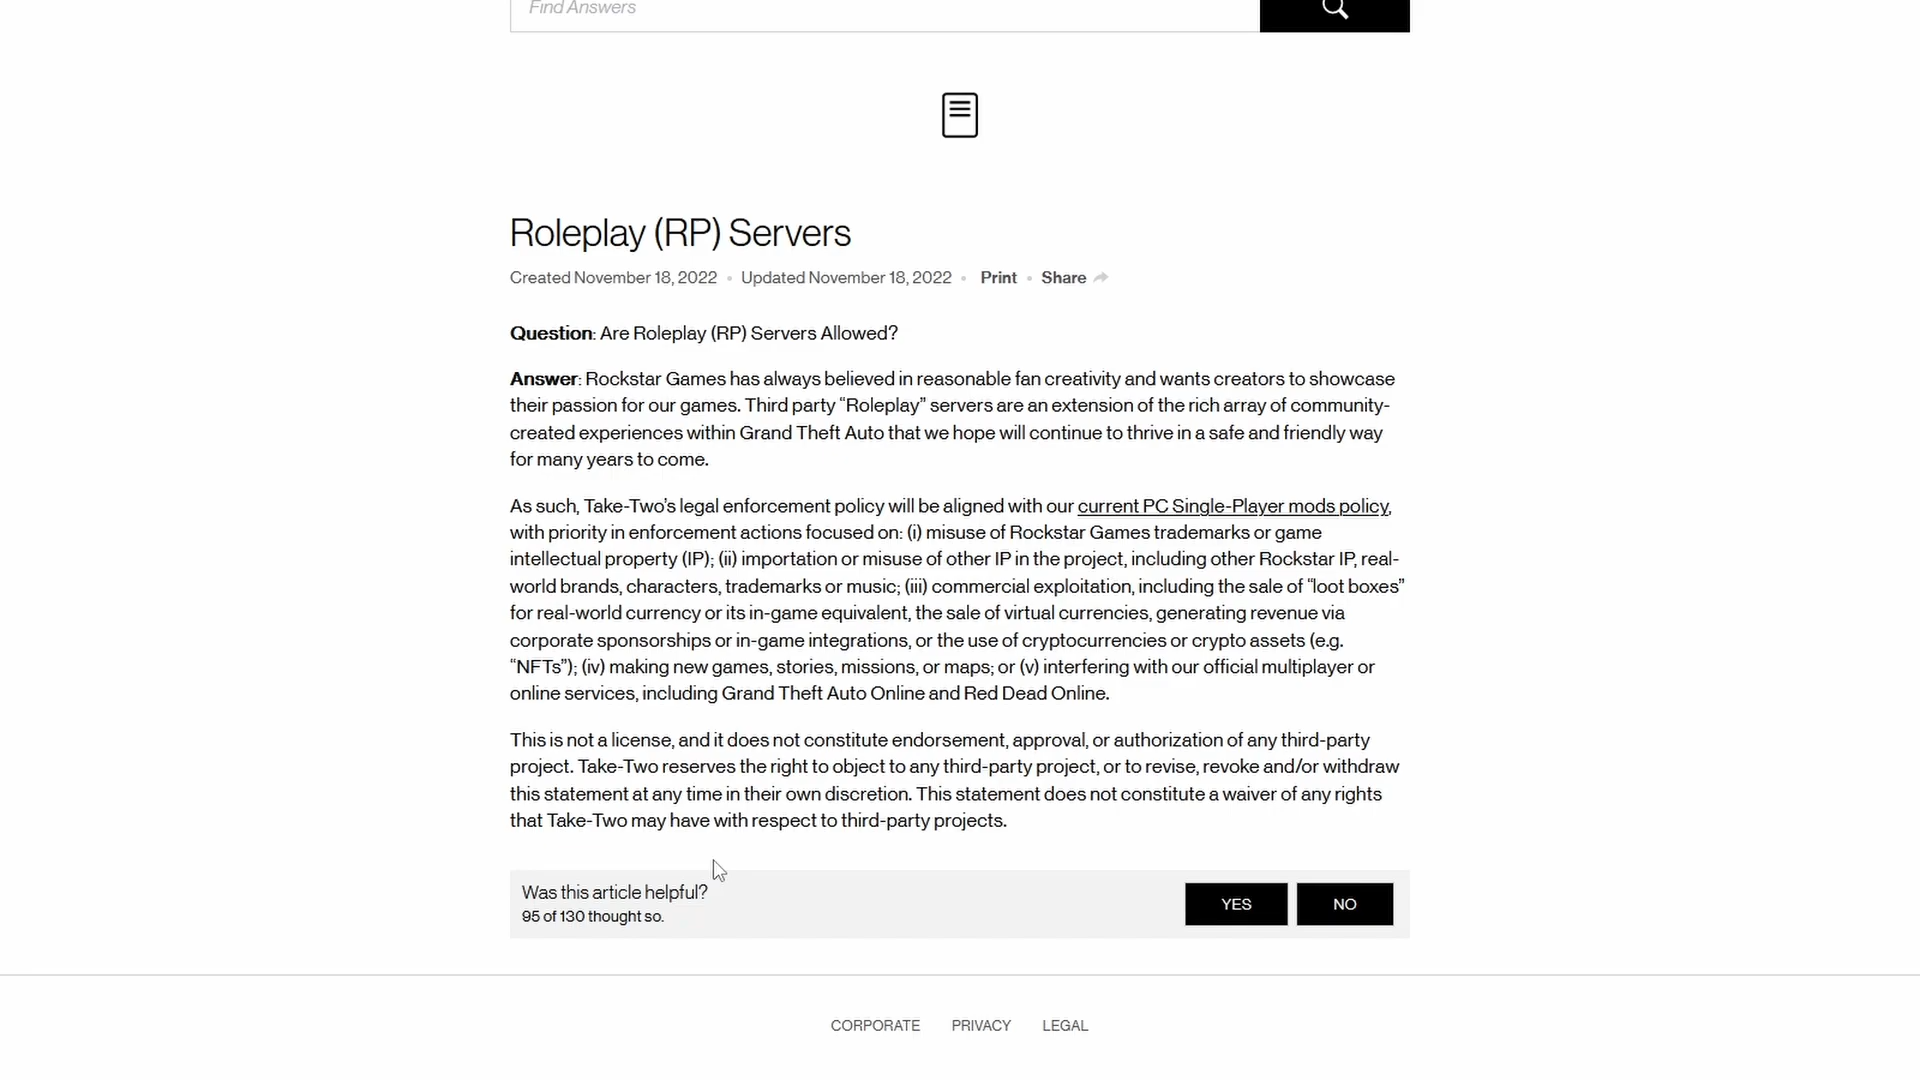 Find Answers
Roleplay (RP) Servers
Created November 18, 2022 • Updated November 18, 2022 • Print • Share
Question: Are Roleplay (RP) Servers Allowed?
Answer: Rockstar Games has always believed in reasonable fan creativity and wants creators to showcase
their passion for our games. Third party “Roleplay” servers are an extension of the rich array of community-
created experiences within Grand Theft Auto that we hope will continue to thrive in a safe and friendly way
for many years to come.
As such, Take-Two’s legal enforcement policy will be aligned with our current PC Single-Player mods policy,
with priority in enforcement actions focused on: (i) misuse of Rockstar Games trademarks or game
intellectual property (IP); (ii) importation or misuse of other IP in the project, including other Rockstar IP, real-
world brands, characters, trademarks or music; (iii) commercial exploitation, including the sale of “loot boxes”
for real-world currency or its in-game equivalent, the sale of virtual currencies, generating revenue via
corporate sponsorships or in-game integrations, or the use of cryptocurrencies or crypto assets (e.g.
“NFTs”); (iv) making new games, stories, missions, or maps; or (v) interfering with our official multiplayer or
online services, including Grand Theft Auto Online and Red Dead Online.
This is not a license, and it does not constitute endorsement, approval, or authorization of any third-party
project. Take-Two reserves the right to object to any third-party project, or to revise, revoke and/or withdraw
this statement at any time in their own discretion. This statement does not constitute a waiver of any rights
that Take-Two may have with respect to third-party projects.
Was this article helpful?
95 of 130 thought so.
YES NO
CORPORATE PRIVACY LEGAL